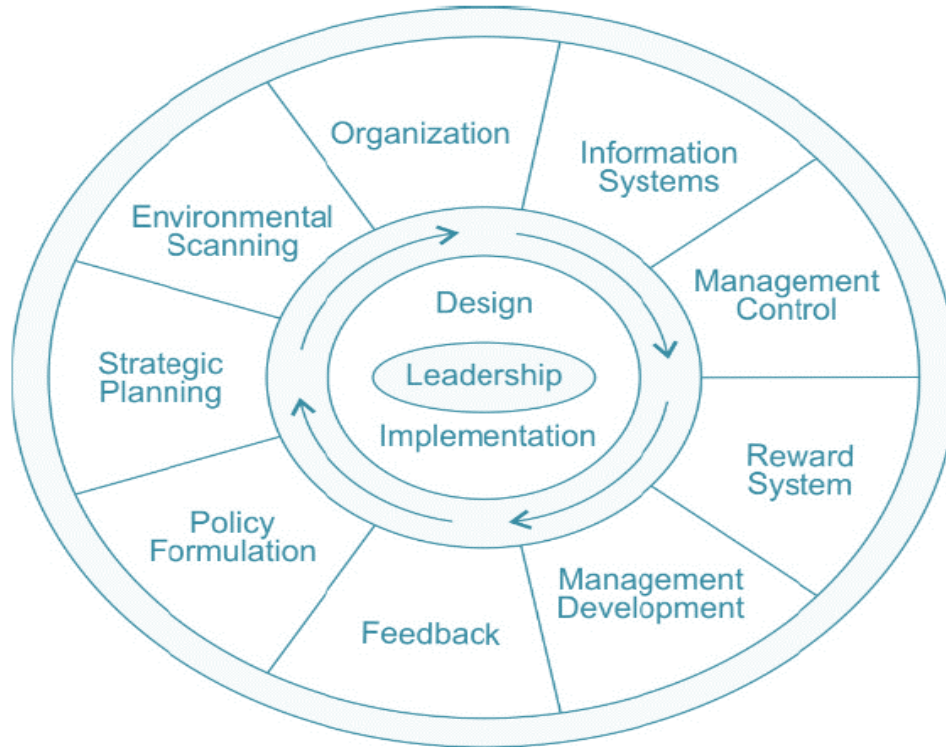 Organization
Information
Systems
Environmental
Scanning
Management
Control
Design
Strategic
Planning
Leadership
Implementation
Reward
System
Policy
Formulation
Management
Development
Feedback